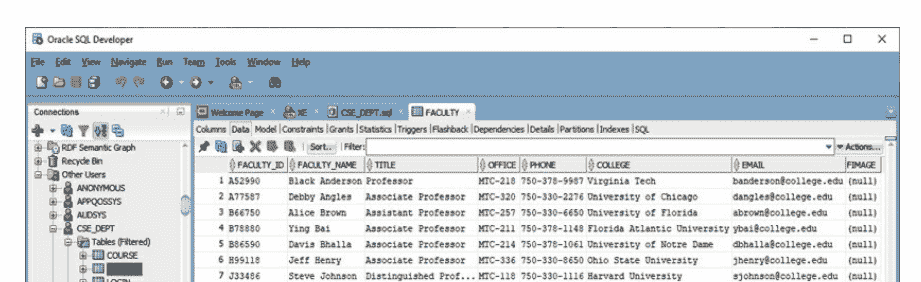 Oracle SQL Developer
File Edit View Navigate Run Team Tools Window Help
Connections
Welcome Page XE CSE_DEPT.sql FACULTY
Columns Data Model Constraints Grants Statistics Triggers Flashback Dependencies Details Partitions Indexes SQL
Sort... Filter: Actions...
RDF Semantic Graph
Recycle Bin
Other Users
ANONYMOUS
APPQOSSYS
AUDSYS
CSE_DEPT
Tables (Filtered)
COURSE
FACULTY_ID FACULTY_NAME TITLE OFFICE PHONE COLLEGE EMAIL FIMAGE
1 A52990 Black Anderson Professor MTC-218 750-378-9987 Virginia Tech banderson@college.edu (null)
2 A77587 Debby Angles Associate Professor MTC-320 750-330-2276 University of Chicago dangles@college.edu (null)
3 B66750 Alice Brown Assistant Professor MTC-257 750-330-6650 University of Florida abrown@college.edu (null)
4 B78880 Ying Bai Associate Professor MTC-211 750-378-1148 Florida Atlantic University ybai@college.edu (null)
5 B86590 Davis Bhalla Associate Professor MTC-214 750-378-1061 University of Notre Dame dbhalla@college.edu (null)
6 H99118 Jeff Henry Associate Professor MTC-336 750-330-8650 Ohio State University jhenry@college.edu (null)
7 J33486 Steve Johnson Distinguished Prof... MTC-118 750-330-1116 Harvard University sjohnson@college.edu (null)